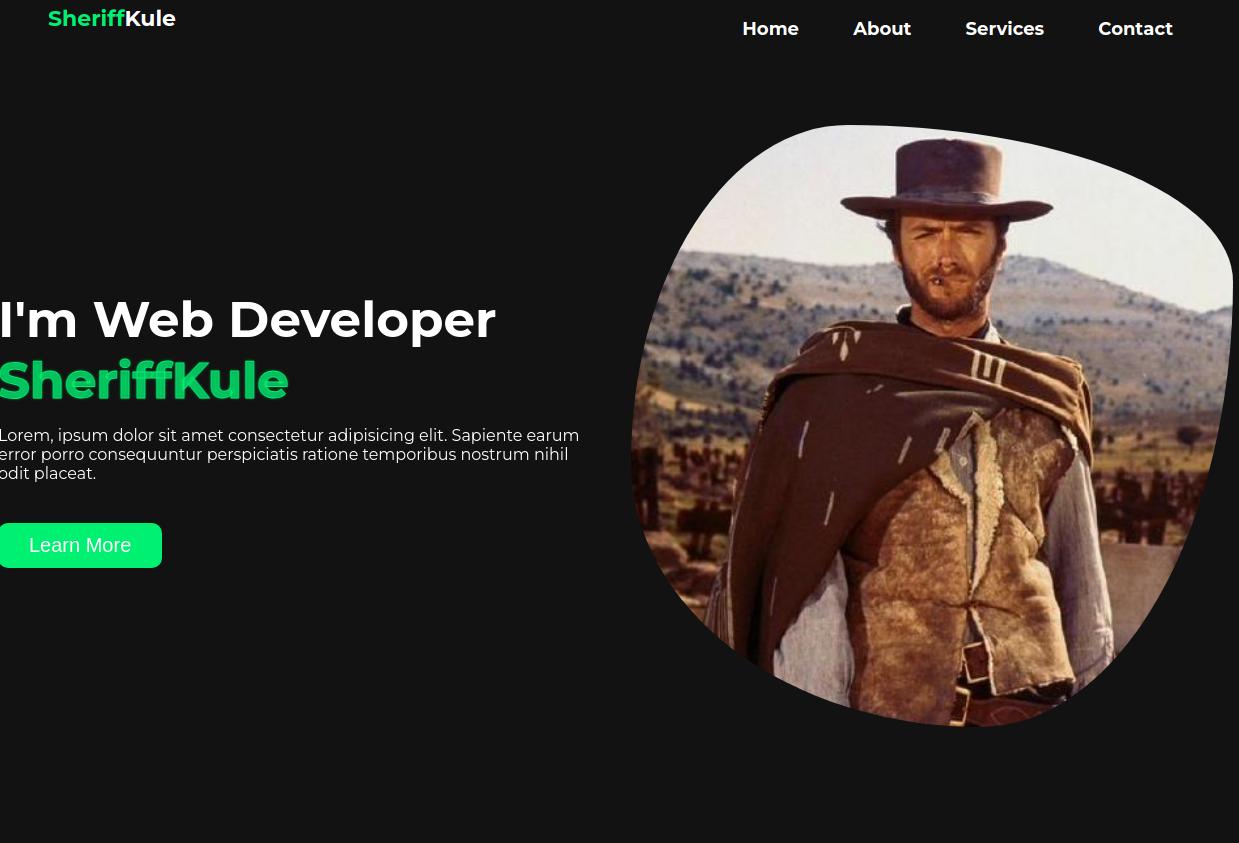 SheriffKule
Home About Services Contact
I'm Web Developer
SheriffKule
Lorem, ipsum dolor sit amet consectetur adipisicing elit. Sapiente earum
error porro consequuntur perspiciatis ratione temporibus nostrum nihil
odit placeat.
Learn More